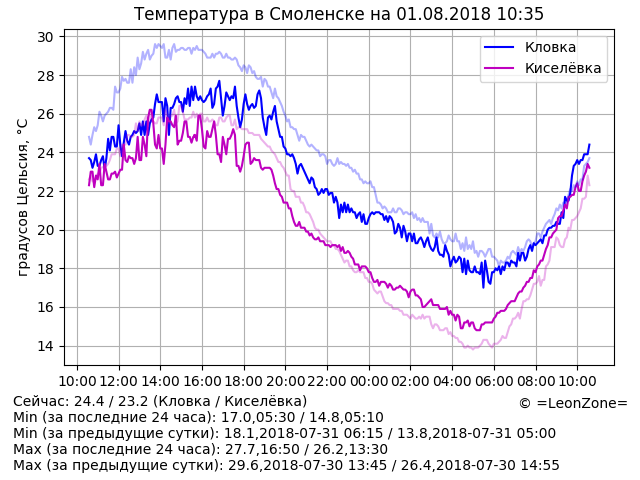 Температура в Смоленске на 01.08.2018 10:35
Кловка
Киселёвка
градусов Цельсия, °C
30
28
26
24
22
20
18
16
14
10:00 12:00 14:00 16:00 18:00 20:00 22:00 00:00 02:00 04:00 06:00 08:00 10:00
Сейчас: 24.4 / 23.2 (Кловка / Киселёвка)
© =LeonZone=
Min (за последние 24 часа): 17.0,05:30 / 14.8,05:10
Min (за предыдущие сутки): 18.1,2018-07-31 06:15 / 13.8,2018-07-31 05:00
Max (за последние 24 часа): 27.7,16:50 / 26.2,13:30
Max (за предыдущие сутки): 29.6,2018-07-30 13:45 / 26.4,2018-07-30 14:55